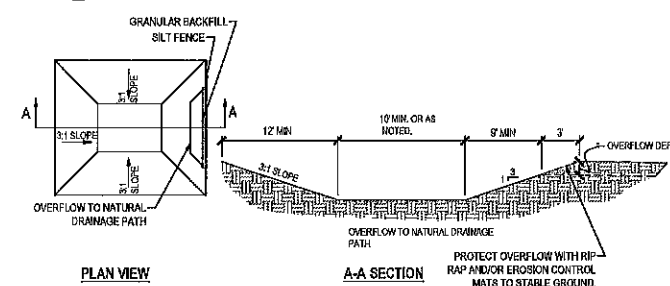 GRANULAR BACKFILL
SILT FENCE
A
A
3:1
SLOPE
3:1 SLOPE
3:1
SLOPE
OVERFLOW TO NATURAL
DRAINAGE PATH
PLAN VIEW
12' MIN
10' MIN. OR AS
NOTED.
9' MIN
3'
OVERFLOW DEP
3:1 SLOPE
3
1
OVERFLOW TO NATURAL DRAINAGE
PATH
PROTECT OVERFLOW WITH RIP
RAP AND/OR EROSION CONTROL
MATS TO STABLE GROUND.
A-A SECTION